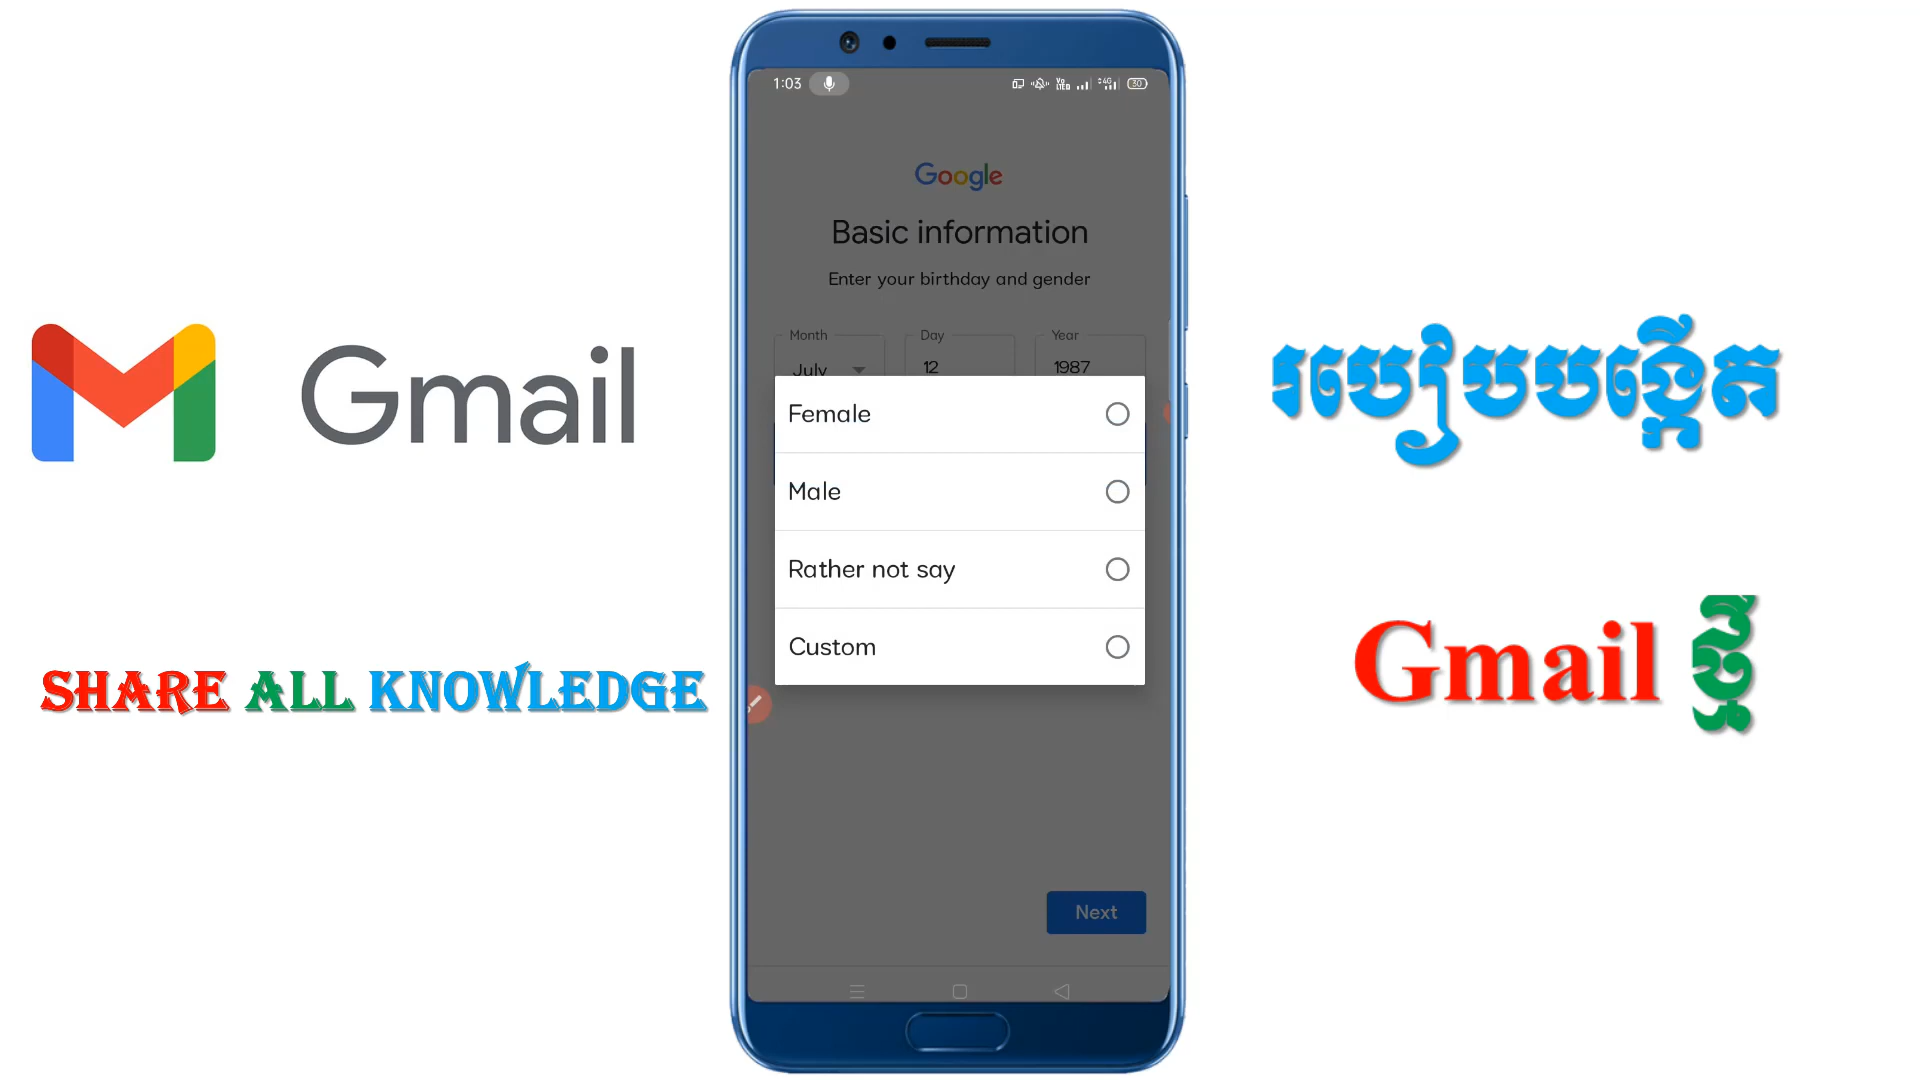 1:03
30
Google
Basic information
Enter your birthday and gender
Month Day Year
July 12 1987
Female
Male
Rather not say
Custom
Next
Gmail
SHARE ALL KNOWLEDGE
របៀបបង្កើត
Gmail ថ្មី